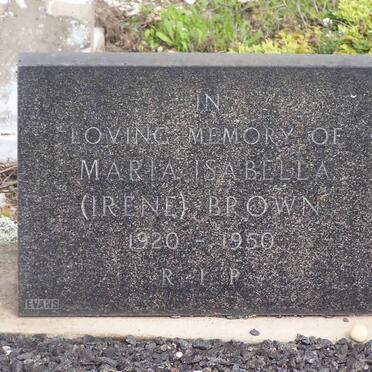 IN
LOVING MEMORY OF
MARIA ISABELLA
(IRENE) BROWN
1920 - 1950
R I P
EVANS